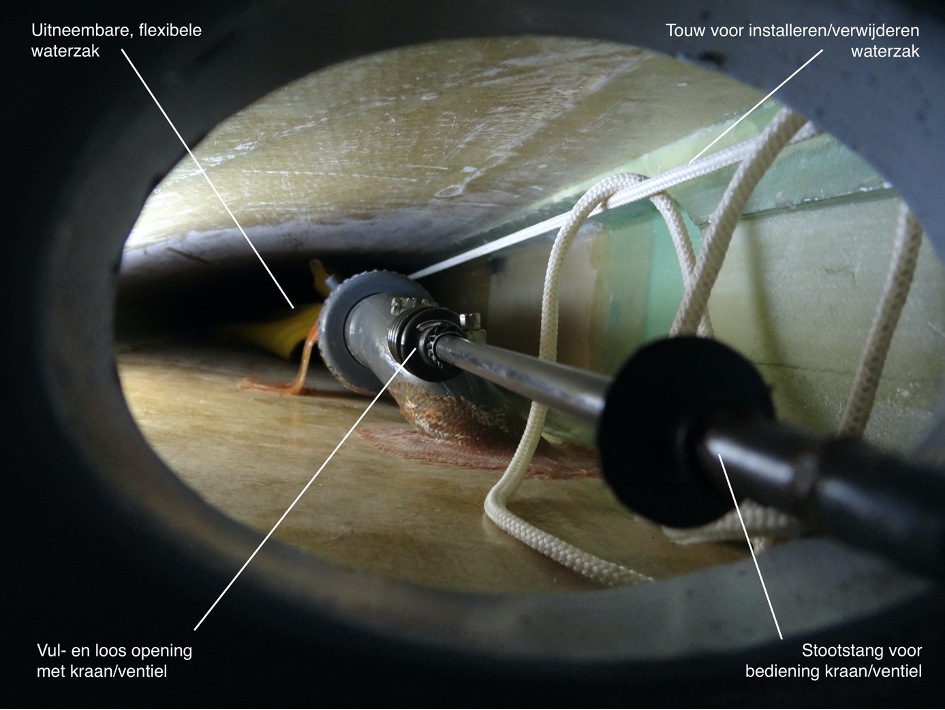 Uitneembare, flexibele
waterzak
Touw voor installeren/verwijderen
waterzak
Vul- en loos opening
met kraan/ventiel
Stootstang voor
bediening kraan/ventiel